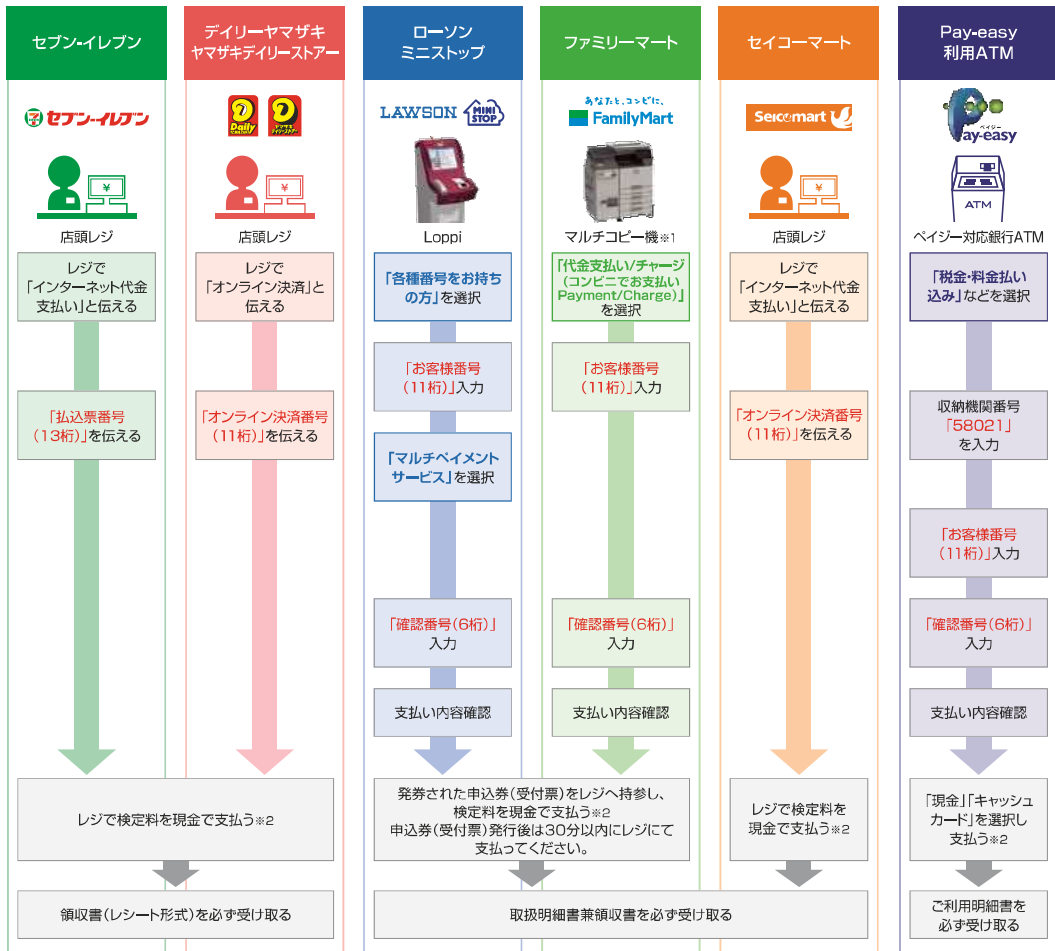 セブン-イレブン
デイリーヤマザキ
ヤマザキデイリーストアー
ローソン
ミニストップ
ファミリーマート
セイコーマート
Pay-easy
利用ATM
セブン-イレブン
Daily
ヤマザキ
デイリーストアー
LAWSON
MINI
STOP
あなたと、コンビに、
FamilyMart
Seicomart
ペイジー
Pay-easy
¥
¥
¥
ATM
店頭レジ
店頭レジ
Loppi
マルチコピー機※1
店頭レジ
ペイジー対応銀行ATM
レジで
「インターネット代金
支払い」と伝える
レジで
「オンライン決済」と
伝える
「各種番号をお持ち
の方」を選択
「代金支払い/チャージ
(コンビニでお支払い
Payment/Charge)」
を選択
レジで
「インターネット代金
支払い」と伝える
「税金・料金払い
込み」などを選択
「お客様番号
(11桁)」入力
「お客様番号
(11桁)」入力
「払込票番号
(13桁)」を伝える
「オンライン決済番号
(11桁)」を伝える
「マルチペイメント
サービス」を選択
「オンライン決済番号
(11桁)」を伝える
収納機関番号
「58021」
を入力
「お客様番号
(11桁)」入力
「確認番号(6桁)」
入力
「確認番号(6桁)」
入力
「確認番号(6桁)」
入力
支払い内容確認
支払い内容確認
支払い内容確認
レジで検定料を現金で支払う※2
発券された申込券(受付票)をレジへ持参し、
検定料を現金で支払う※2
申込券(受付票)発行後は30分以内にレジにて
支払ってください。
レジで検定料を
現金で支払う※2
「現金」「キャッシュ
カード」を選択し
支払う※2
領収書(レシート形式)を必ず受け取る
取扱明細書兼領収書を必ず受け取る
ご利用明細書を
必ず受け取る